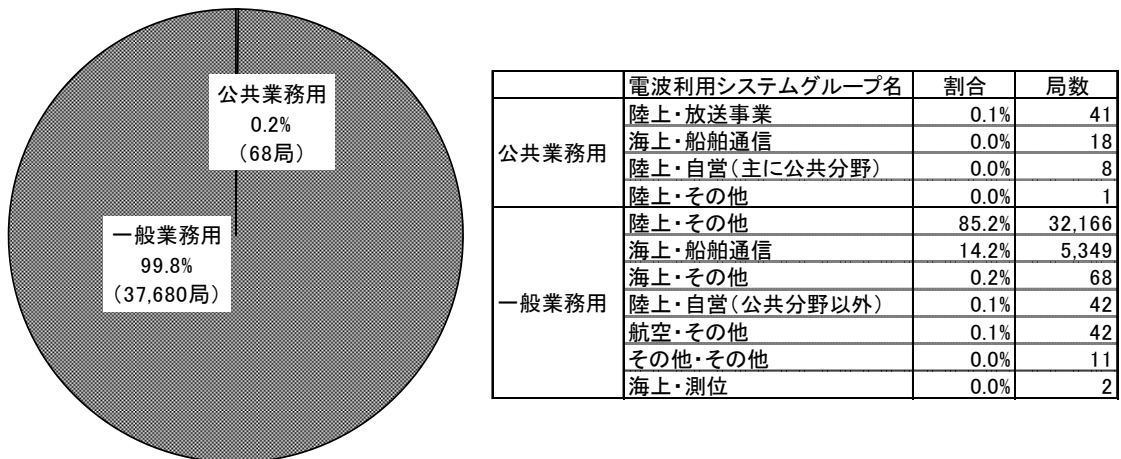 公共業務用
0.2%
(68局)
一般業務用
99.8%
(37,680局)
電波利用システムグループ名 割合 局数
公共業務用
陸上・放送事業 0.1% 41
海上・船舶通信 0.0% 18
陸上・自営(主に公共分野) 0.0% 8
陸上・その他 0.0% 1
一般業務用
陸上・その他 85.2% 32,166
海上・船舶通信 14.2% 5,349
海上・その他 0.2% 68
陸上・自営(公共分野以外) 0.1% 42
航空・その他 0.1% 42
その他・その他 0.0% 11
海上・測位 0.0% 2